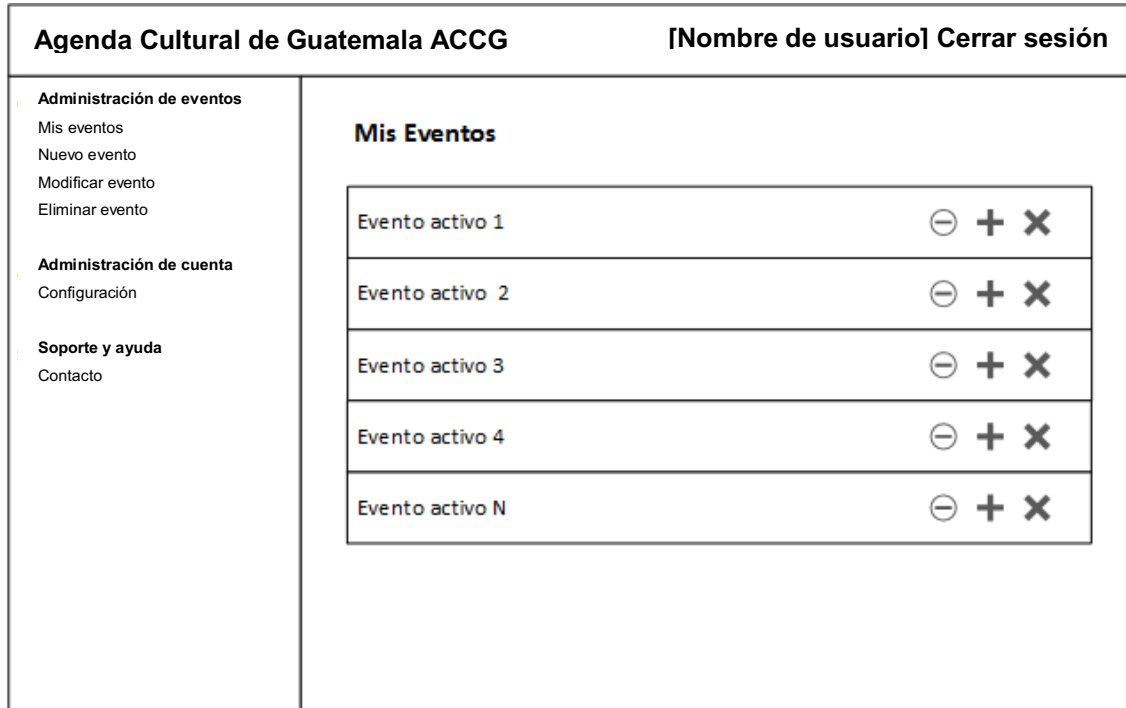 Agenda Cultural de Guatemala ACCG
[Nombre de usuario] Cerrar sesión
Administración de eventos
Mis eventos
Nuevo evento
Modificar evento
Eliminar evento
Administración de cuenta
Configuración
Soporte y ayuda
Contacto
Mis Eventos
Evento activo 1
Evento activo 2
Evento activo 3
Evento activo 4
Evento activo N